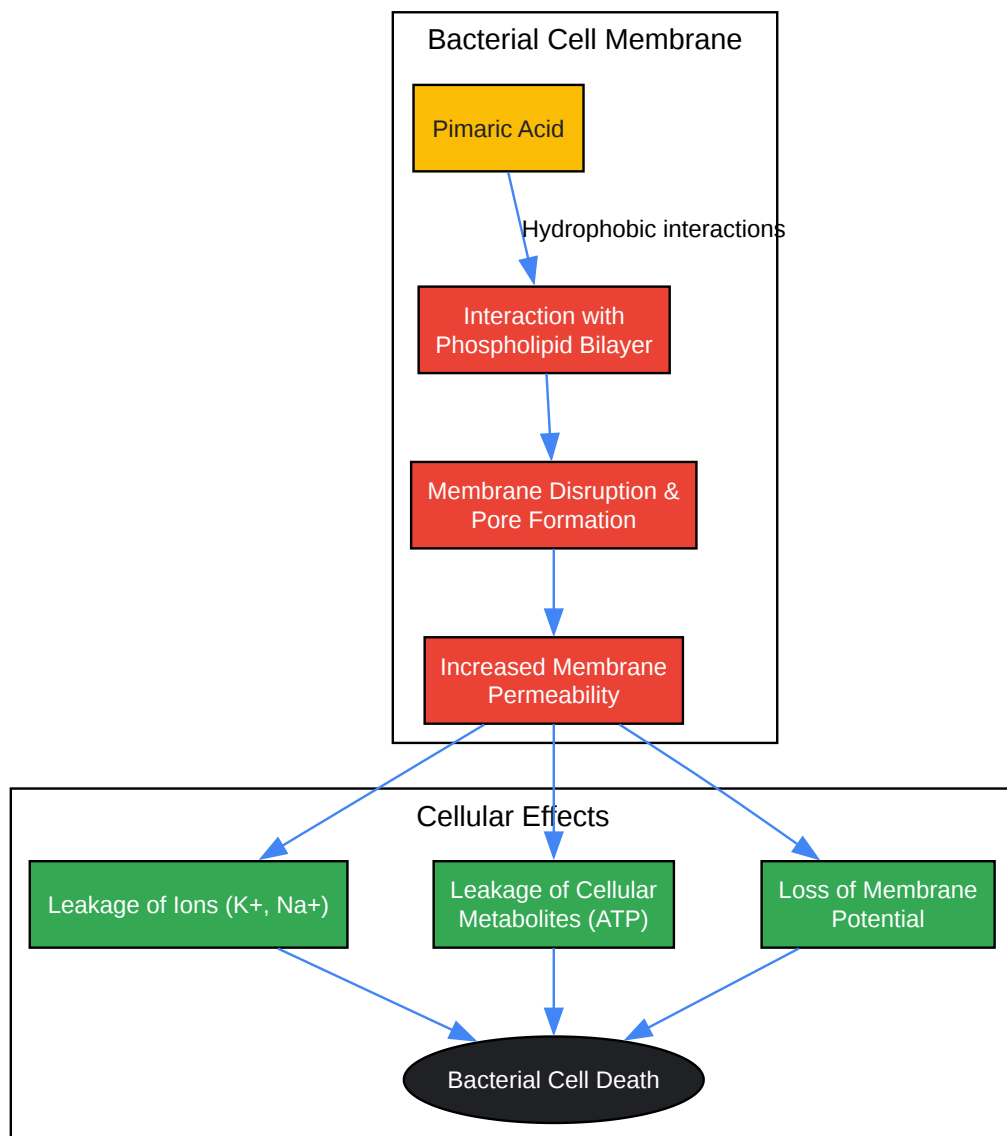 Bacterial Cell Membrane
Pimaric Acid
Hydrophobic interactions
Interaction with
Phospholipid Bilayer
Membrane Disruption &
Pore Formation
Increased Membrane
Permeability
Cellular Effects
Leakage of Ions (K+, Na+)
Leakage of Cellular
Metabolites (ATP)
Loss of Membrane
Potential
Bacterial Cell Death